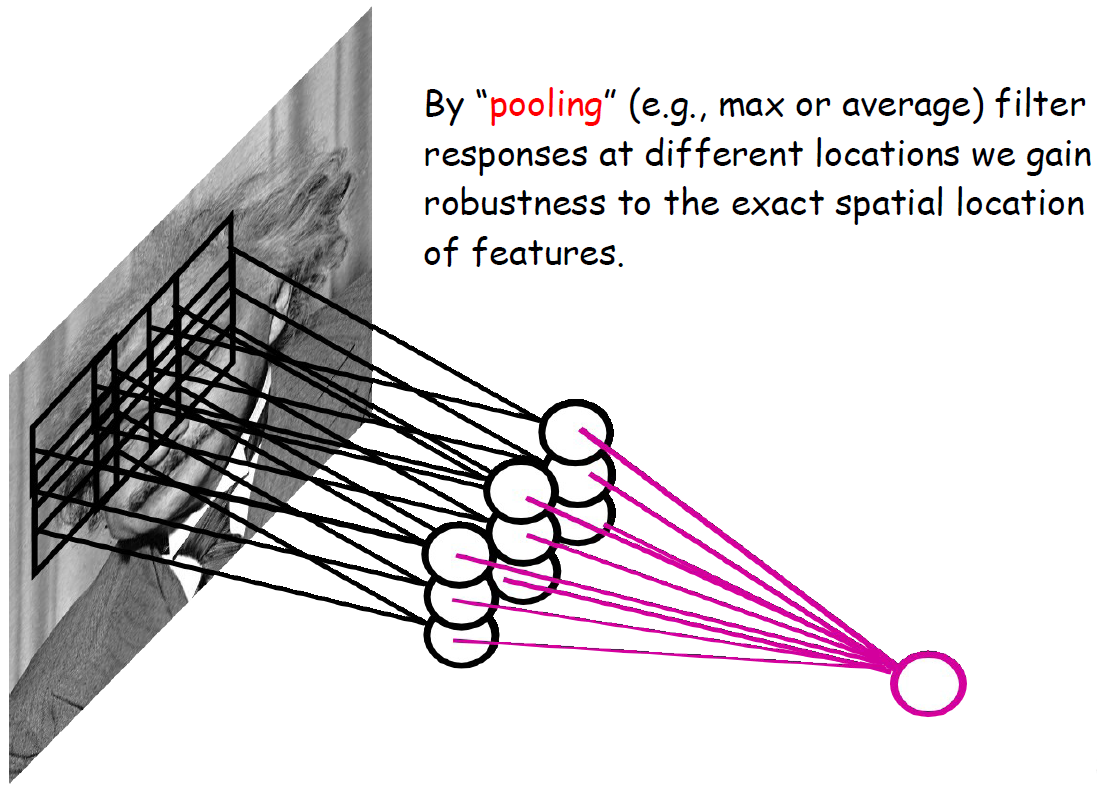 By “pooling” (e.g., max or average) filter
responses at different locations we gain
robustness to the exact spatial location
of features.